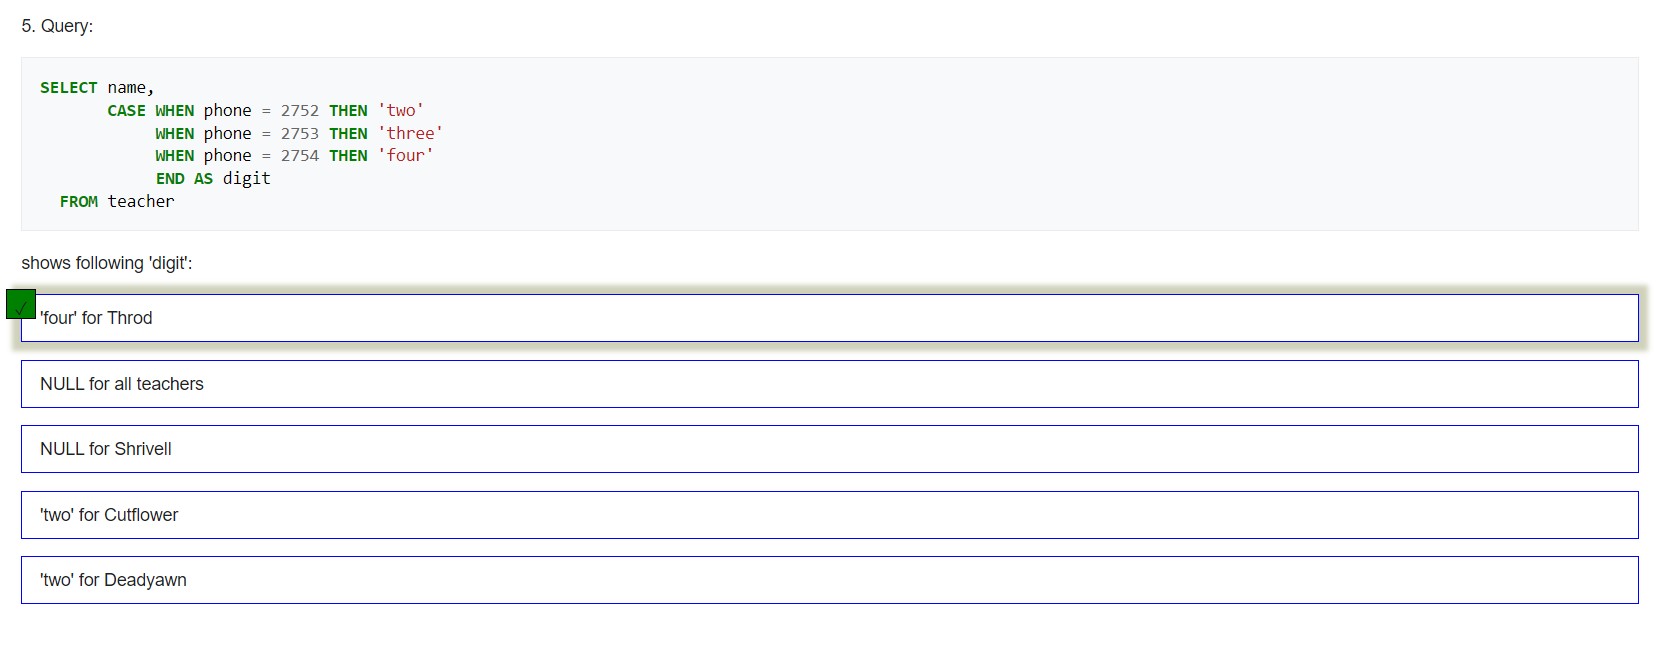 5. Query:
SELECT name,
CASE WHEN phone = 2752 THEN 'two'
WHEN phone = 2753 THEN 'three'
WHEN phone = 2754 THEN 'four'
END AS digit
FROM teacher
shows following 'digit':
✓
'four' for Throd
NULL for all teachers
NULL for Shrivell
'two' for Cutflower
'two' for Deadyawn